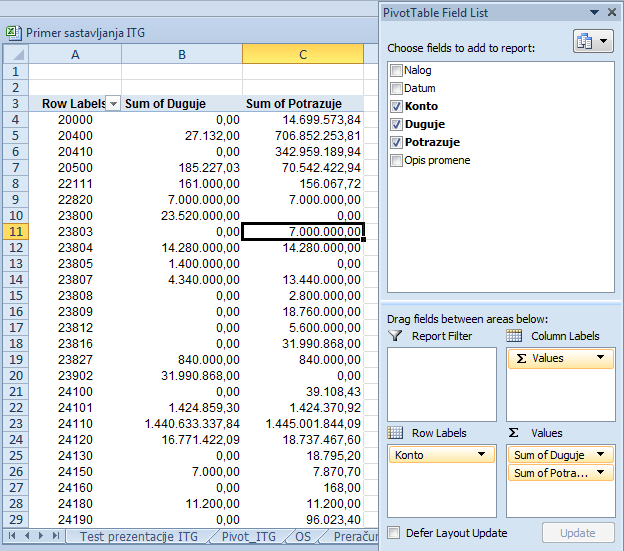 Primer sastavljanja ITG
A B C
1
2
3 Row Labels Sum of Duguje Sum of Potrazuje
4 20000 0,00 14.699.573,84
5 20400 27.132,00 706.852.253,81
6 20410 0,00 342.959.189,94
7 20500 185.227,03 70.542.422,94
8 22111 161.000,00 156.067,72
9 22820 7.000.000,00 7.000.000,00
10 23800 23.520.000,00 0,00
11 23803 0,00 7.000.000,00
12 23804 14.280.000,00 14.280.000,00
13 23805 1.400.000,00 0,00
14 23807 4.340.000,00 13.440.000,00
15 23808 0,00 2.800.000,00
16 23809 0,00 18.760.000,00
17 23812 0,00 5.600.000,00
18 23816 0,00 31.990.868,00
19 23827 840.000,00 840.000,00
20 23902 31.990.868,00 0,00
21 24100 0,00 39.108,43
22 24101 1.424.859,30 1.424.370,92
23 24110 1.440.633.337,84 1.445.001.844,09
24 24120 16.771.422,09 18.737.467,60
25 24130 0,00 18.795,20
26 24150 7.000,00 7.870,70
27 24160 0,00 168,00
28 24180 11.200,00 11.200,00
29 24190 0,00 96.023,40
Test prezentacije ITG Pivot_ITG OS Preračun
PivotTable Field List
Choose fields to add to report:
Nalog
Datum
Konto
Duguje
Potrazuje
Opis promene
Drag fields between areas below:
Report Filter Column Labels
Σ Values
Row Labels Σ Values
Konto Sum of Duguje
Sum of Potra...
Defer Layout Update Update